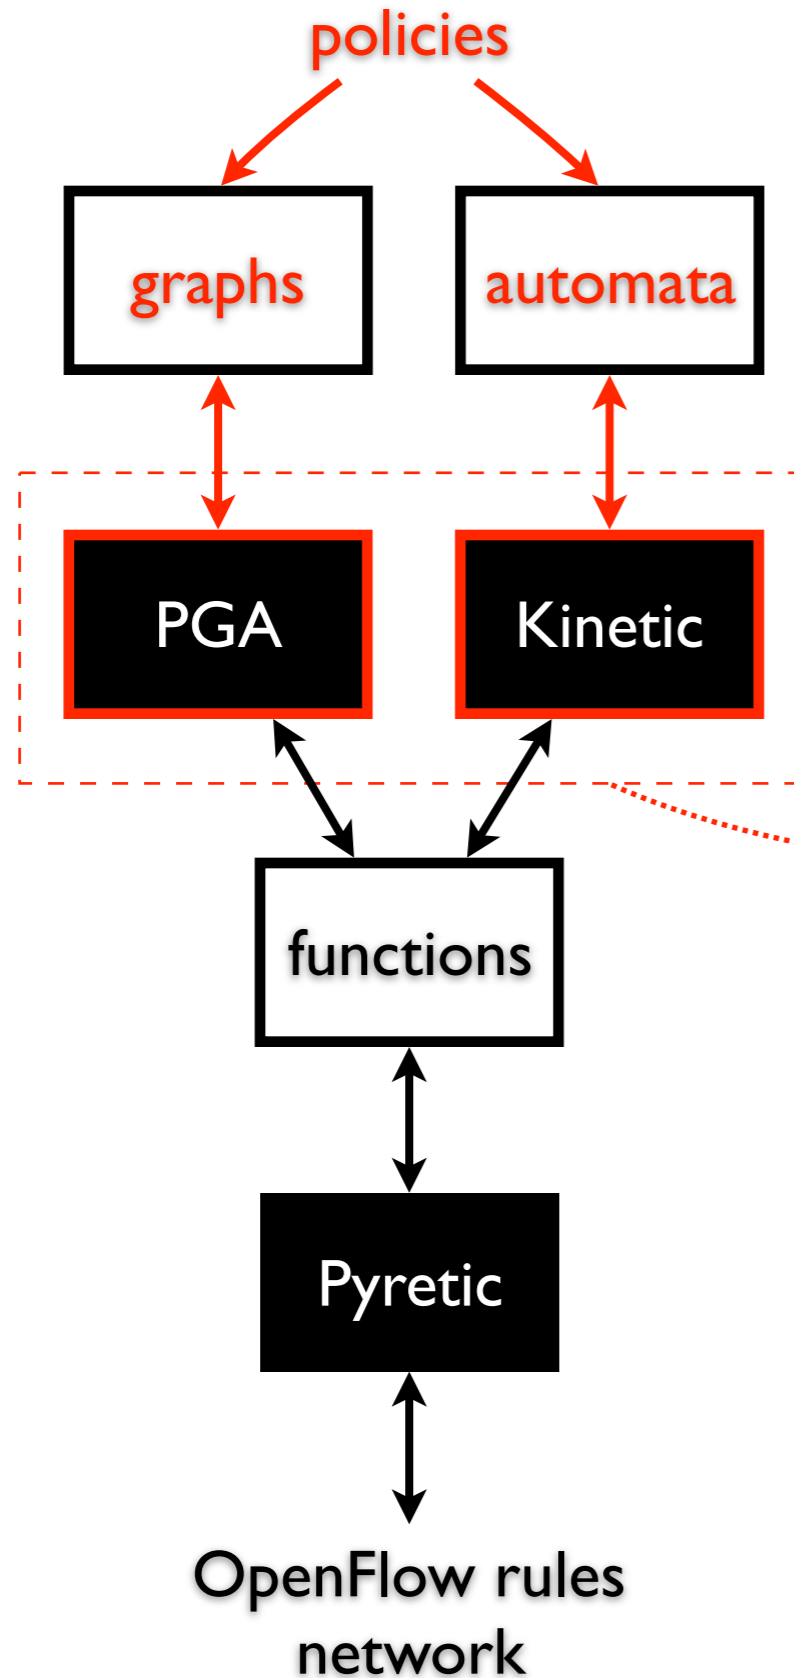 policies
graphs
automata
PGA
Kinetic
functions
Pyretic
OpenFlow rules
network